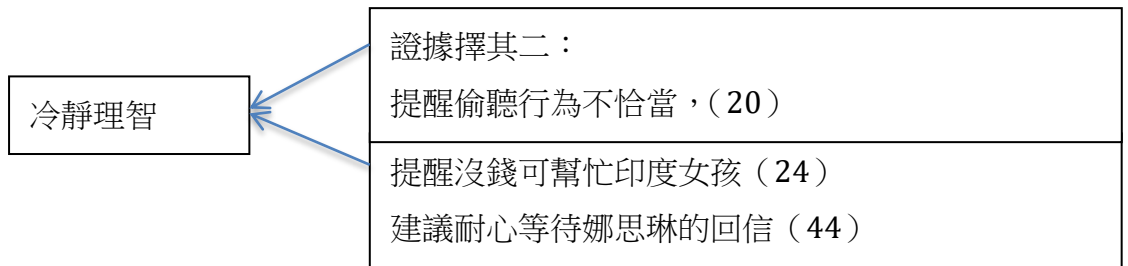 冷靜理智
證據擇其二：
提醒偷聽行為不恰當，（20）
提醒沒錢可幫忙印度女孩（24）
建議耐心等待娜思琳的回信（44）